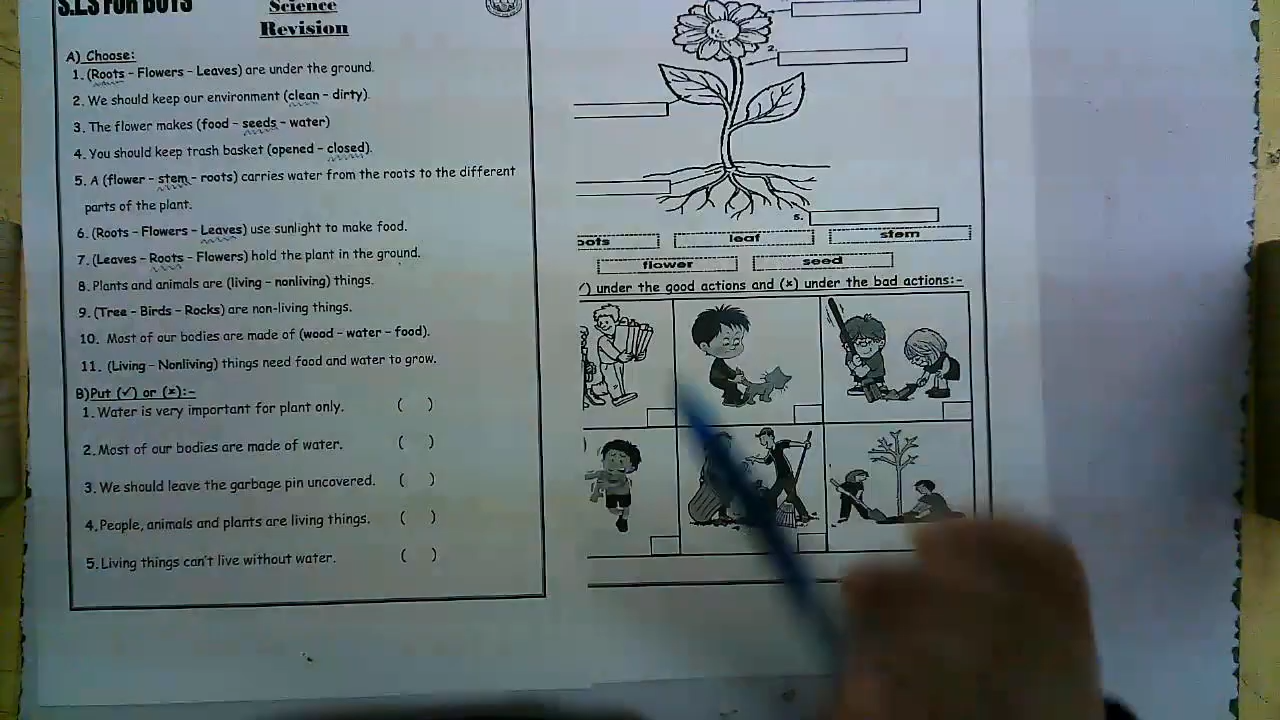 S.L.S FOR BOYS
Science
Revision
A) Choose:
1. (Roots - Flowers - Leaves) are under the ground.
2. We should keep our environment (clean - dirty).
3. The flower makes (food - seeds - water)
4. You should keep trash basket (opened - closed).
5. A (flower - stem - roots) carries water from the roots to the different
parts of the plant.
6. (Roots - Flowers - Leaves) use sunlight to make food.
7. (Leaves - Roots - Flowers) hold the plant in the ground.
8. Plants and animals are (living - nonliving) things.
9. (Tree - Birds - Rocks) are non-living things.
10. Most of our bodies are made of (wood - water - food).
11. (Living - Nonliving) things need food and water to grow.
B)Put (✓) or (×):-
1. Water is very important for plant only. ( )
2. Most of our bodies are made of water. ( )
3. We should leave the garbage pin uncovered. ( )
4. People, animals and plants are living things. ( )
5. Living things can't live without water. ( )
2.
5.
oots leaf stem
flower seed
) under the good actions and (×) under the bad actions:-